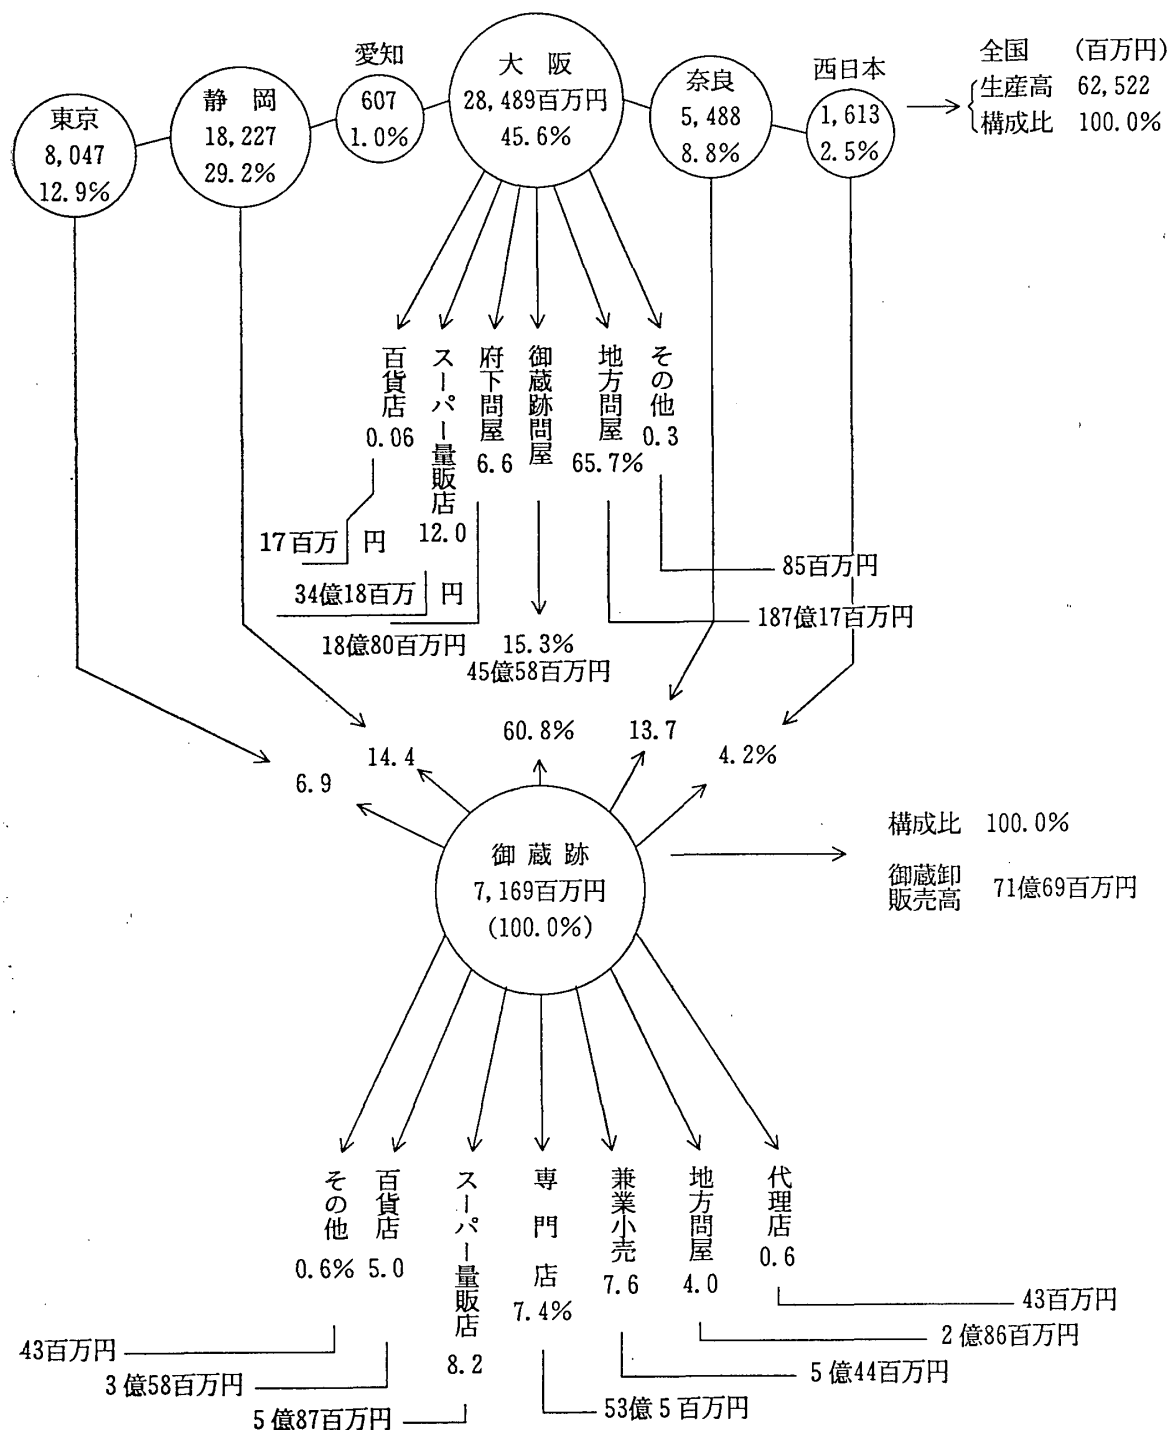 東京
8,047
12.9%
静 岡
18,227
29.2%
愛知
607
1.0%
大 阪
28,489百万円
45.6%
奈良
5,488
8.8%
西日本
1,613
2.5%
全国 (百万円)
生産高 62,522
構成比 100.0%
百貨店
0.06
スーパー量販店
12.0
府下問屋
6.6
御蔵跡問屋
地方問屋
65.7%
その他
0.3
17百万円
34億18百万円
18億80百万円
15.3%
45億58百万円
85百万円
187億17百万円
6.9
14.4
60.8%
13.7
4.2%
御蔵跡
7,169百万円
(100.0%)
構成比 100.0%
御蔵卸
販売高 71億69百万円
その他
0.6%
百貨店
5.0
スーパー量販店
8.2
専門店
7.4%
兼業小売
7.6
地方問屋
4.0
代理店
0.6
43百万円
3億58百万円
5億87百万円
53億5百万円
5億44百万円
2億86百万円
43百万円